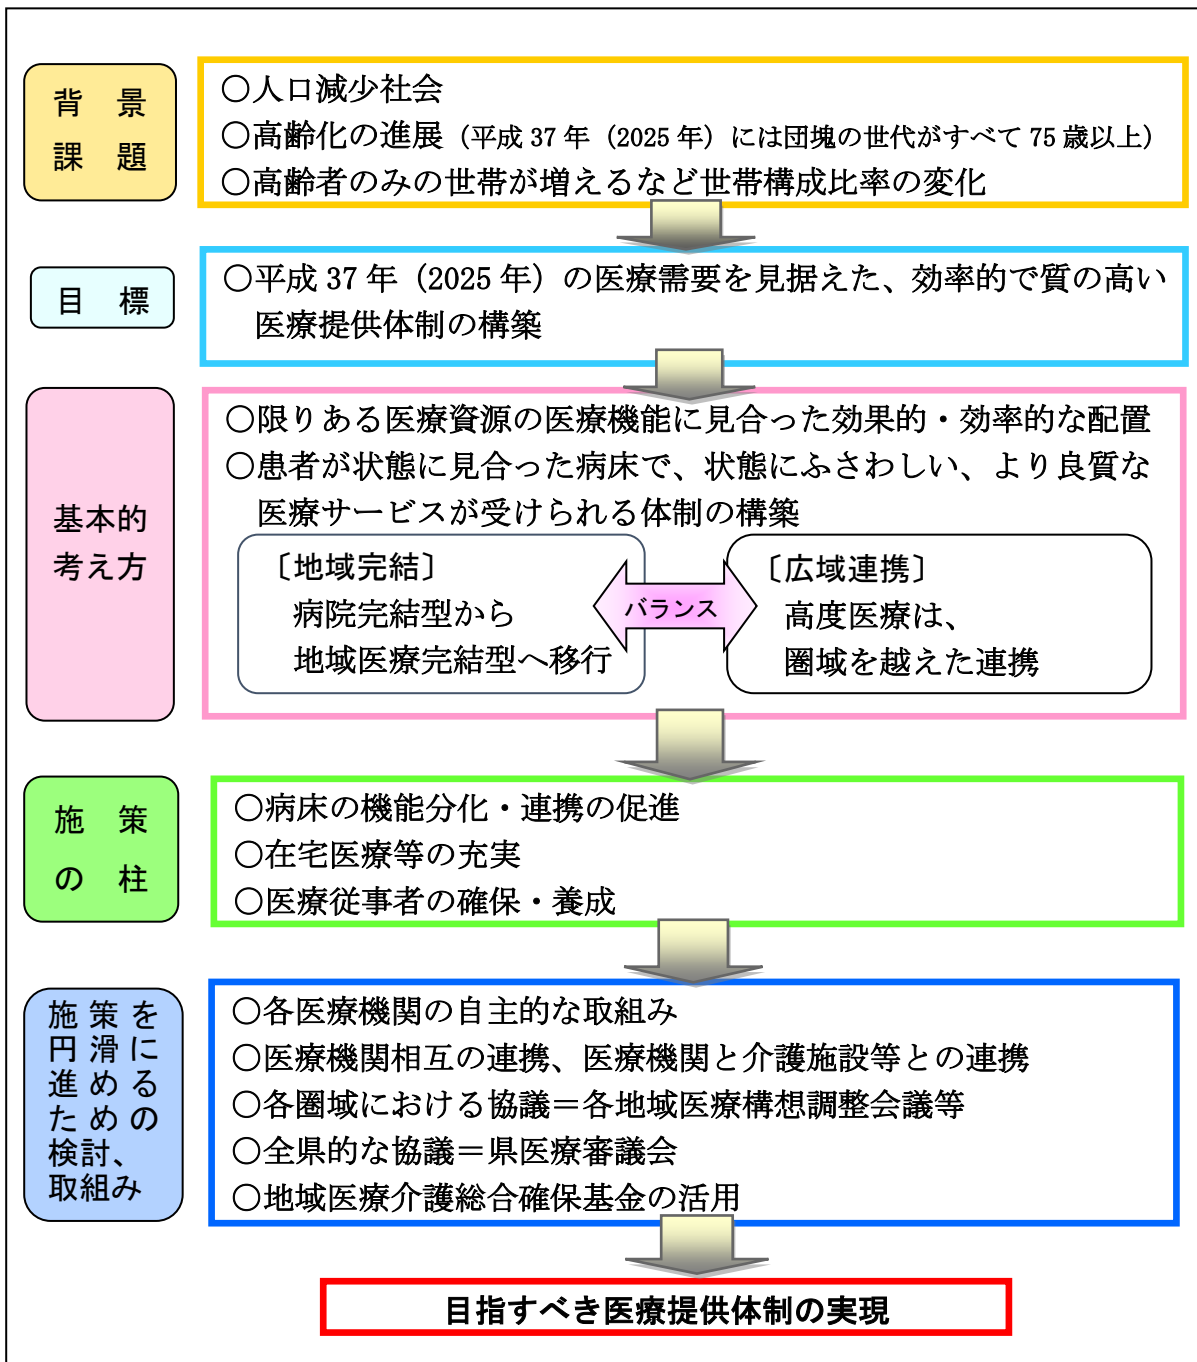 背　景
課　題
○人口減少社会
○高齢化の進展（平成 37 年（2025 年）には団塊の世代がすべて 75 歳以上）
○高齢者のみの世帯が増えるなど世帯構成比率の変化
目　標
○平成 37 年（2025 年）の医療需要を見据えた、効率的で質の高い
医療提供体制の構築
基本的
考え方
○限りある医療資源の医療機能に見合った効果的・効率的な配置
○患者が状態に見合った病床で、状態にふさわしい、より良質な
医療サービスが受けられる体制の構築
〔地域完結〕
病院完結型から
地域医療完結型へ移行
バランス
〔広域連携〕
高度医療は、
圏域を越えた連携
施　策
の　柱
○病床の機能分化・連携の促進
○在宅医療等の充実
○医療従事者の確保・養成
施策を
円滑に
進める
ための
検討、
取組み
○各医療機関の自主的な取組み
○医療機関相互の連携、医療機関と介護施設等との連携
○各圏域における協議＝各地域医療構想調整会議等
○全県的な協議＝県医療審議会
○地域医療介護総合確保基金の活用
目指すべき医療提供体制の実現